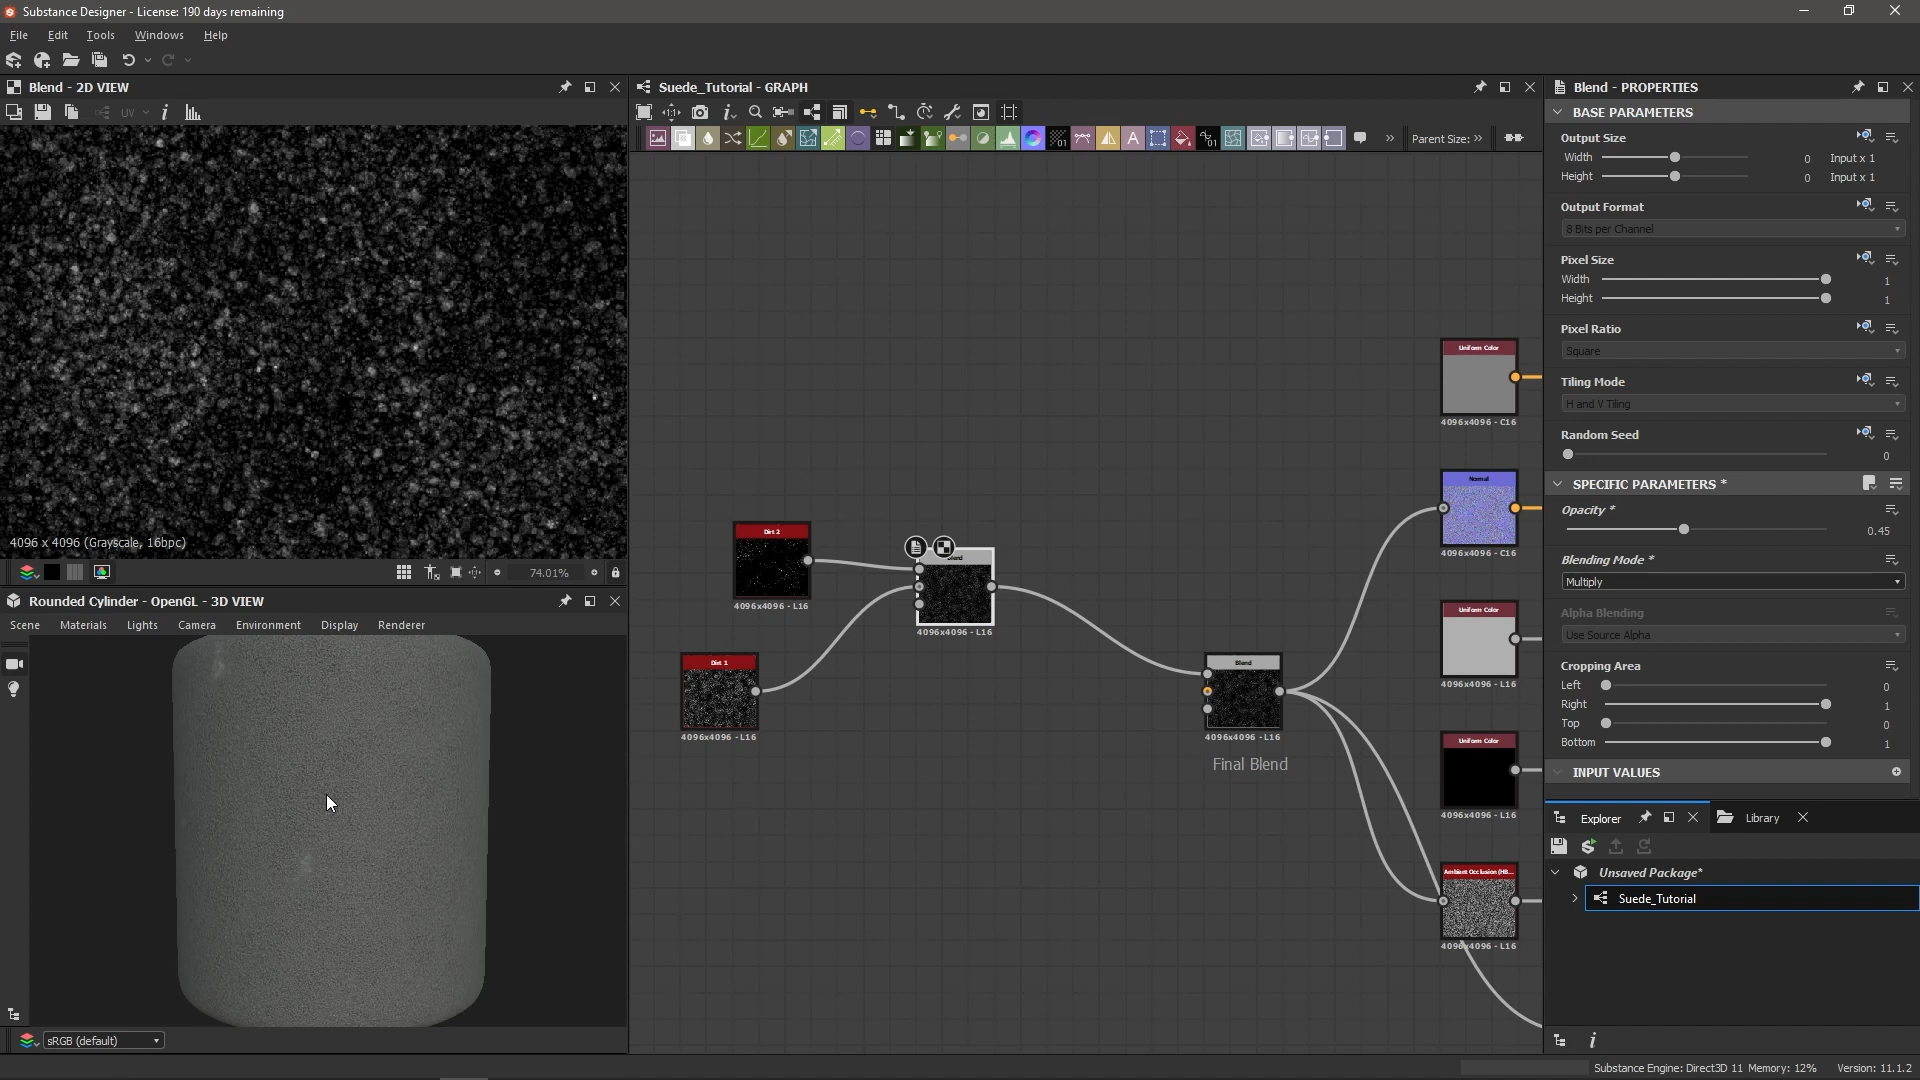 Substance Designer - License: 190 days remaining
File Edit Tools Windows Help
Blend - 2D VIEW
UV
4096 x 4096 (Grayscale, 16bpc)
74.01%
Rounded Cylinder - OpenGL - 3D VIEW
Scene Materials Lights Camera Environment Display Renderer
sRGB (default)
Suede_Tutorial - GRAPH
Parent Size: >>
Uniform Color
4096x4096 - C16
Normal
4096x4096 - C16
Dirt 2
4096x4096 - L16
Blend
4096x4096 - L16
Uniform Color
4096x4096 - L16
Dirt 1
4096x4096 - L16
Blend
4096x4096 - L16
Final Blend
Uniform Color
4096x4096 - L16
Ambient Occlusion (HB...
4096x4096 - L16
Blend - PROPERTIES
BASE PARAMETERS
Output Size
Width 0 Input x 1
Height 0 Input x 1
Output Format
8 Bits per Channel
Pixel Size
Width 1
Height 1
Pixel Ratio
Square
Tiling Mode
H and V Tiling
Random Seed
0
SPECIFIC PARAMETERS *
Opacity *
0.45
Blending Mode *
Multiply
Alpha Blending
Use Source Alpha
Cropping Area
Left 0
Right 1
Top 0
Bottom 1
INPUT VALUES
Explorer Library
Unsaved Package*
Suede_Tutorial
Substance Engine: Direct3D 11 Memory: 12% Version: 11.1.2